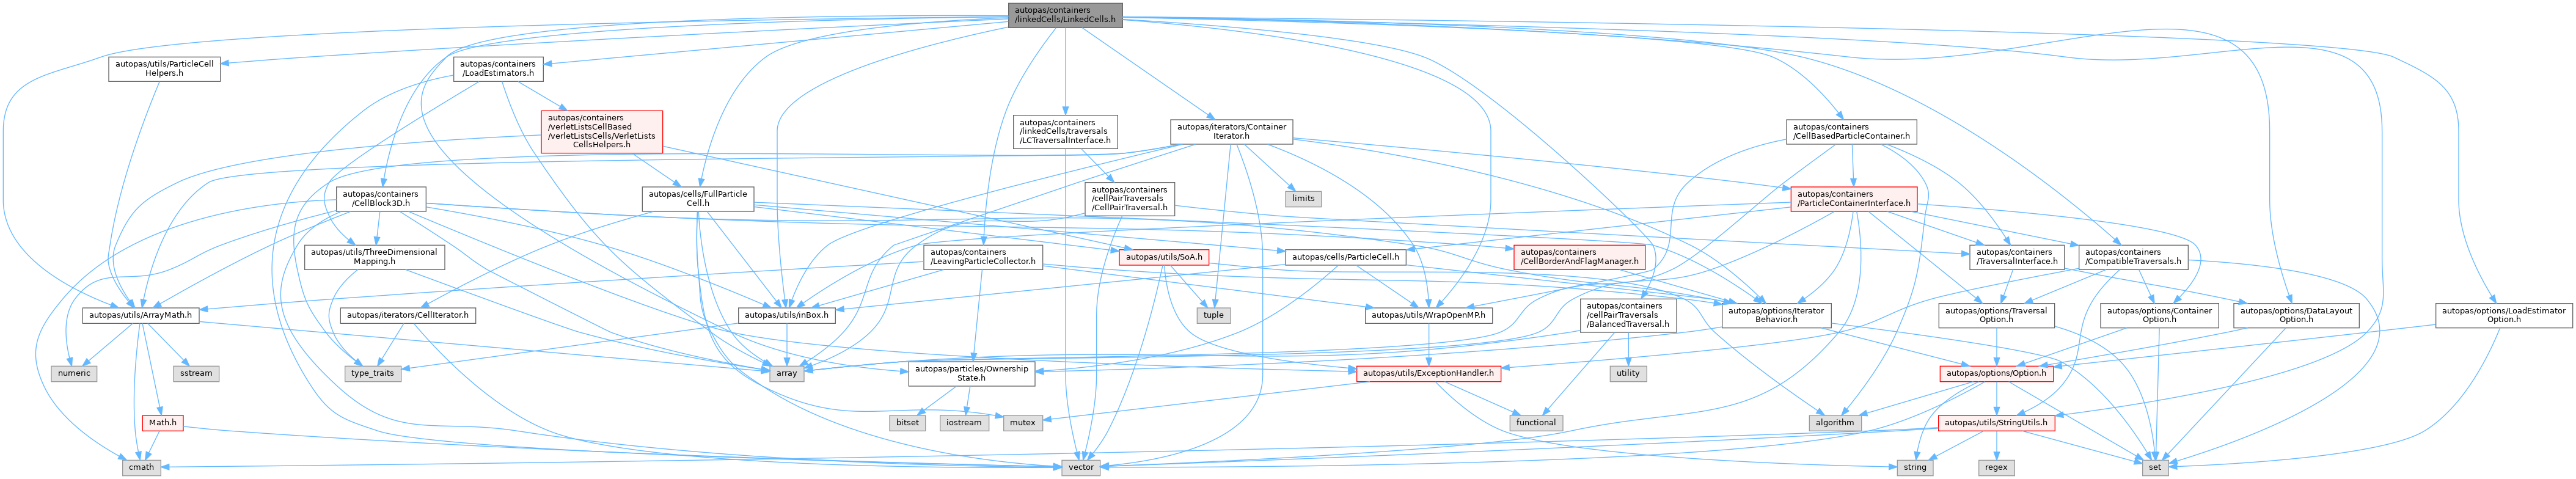 autopas/containers
/linkedCells/LinkedCells.h
autopas/utils/ParticleCell
Helpers.h
autopas/containers
/LoadEstimators.h
autopas/containers
/verletListsCellBased
/verletListsCells/VerletLists
CellsHelpers.h
autopas/containers
/linkedCells/traversals
/LCTraversalInterface.h
autopas/iterators/Container
Iterator.h
autopas/containers
/CellBasedParticleContainer.h
autopas/containers
/CellBlock3D.h
autopas/cells/FullParticle
Cell.h
autopas/containers
/cellPairTraversals
/CellPairTraversal.h
limits
autopas/containers
/ParticleContainerInterface.h
autopas/utils/ThreeDimensional
Mapping.h
autopas/containers
/LeavingParticleCollector.h
autopas/utils/SoA.h
autopas/cells/ParticleCell.h
autopas/containers
/CellBorderAndFlagManager.h
autopas/containers
/TraversalInterface.h
autopas/containers
/CompatibleTraversals.h
autopas/utils/ArrayMath.h
autopas/iterators/CellIterator.h
autopas/utils/inBox.h
tuple
autopas/utils/WrapOpenMP.h
autopas/containers
/cellPairTraversals
/BalancedTraversal.h
autopas/options/Iterator
Behavior.h
autopas/options/Traversal
Option.h
autopas/options/Container
Option.h
autopas/options/DataLayout
Option.h
autopas/options/LoadEstimator
Option.h
numeric
sstream
type_traits
array
autopas/particles/Ownership
State.h
autopas/utils/ExceptionHandler.h
utility
autopas/options/Option.h
Math.h
bitset
iostream
mutex
functional
algorithm
autopas/utils/StringUtils.h
cmath
vector
string
regex
set